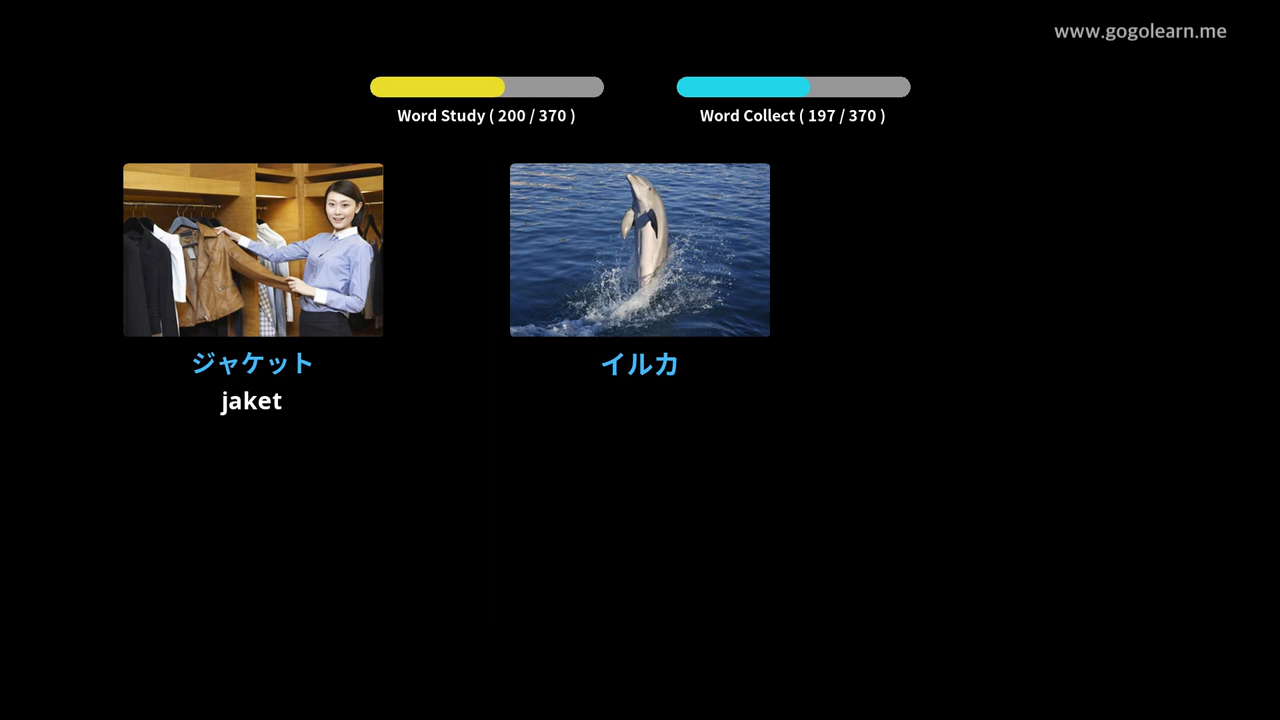 www.gogolearn.me
Word Study ( 200 / 370 )
Word Collect ( 197 / 370 )
ジャケット
jaket
イルカ